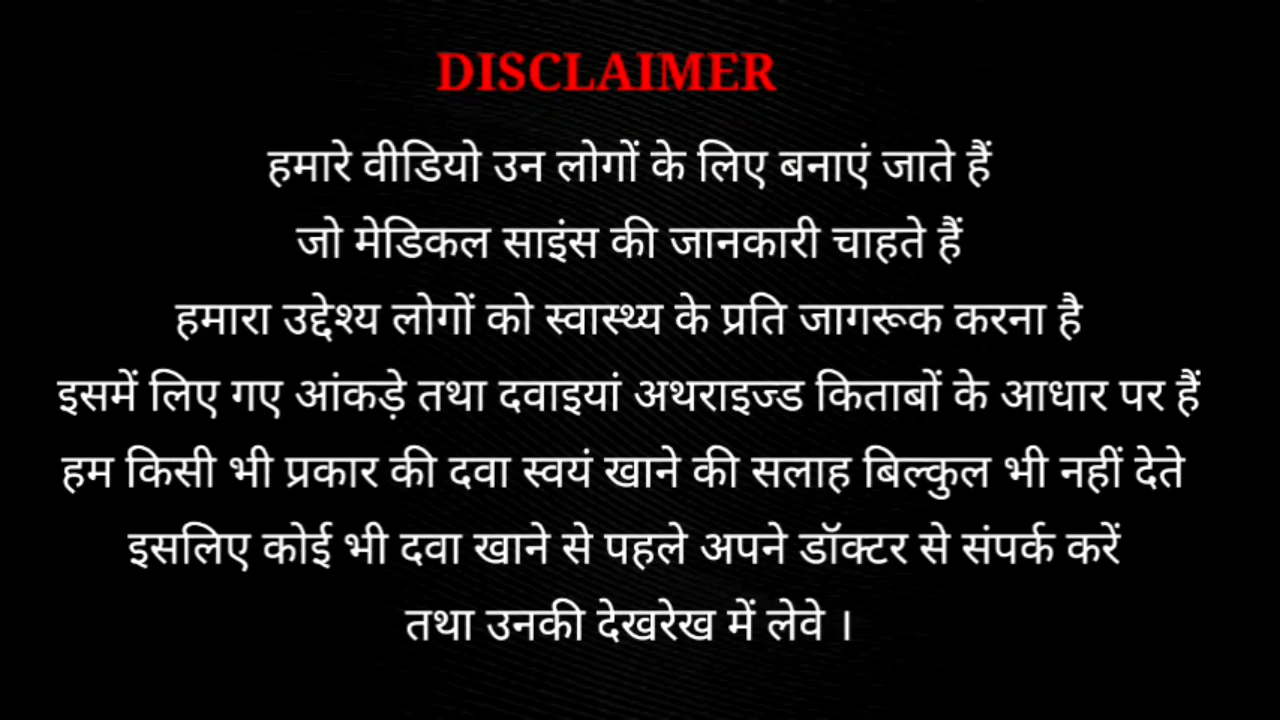 DISCLAIMER
हमारे वीडियो उन लोगों के लिए बनाएं जाते हैं
जो मेडिकल साइंस की जानकारी चाहते हैं
हमारा उद्देश्य लोगों को स्वास्थ्य के प्रति जागरूक करना है
इसमें लिए गए आंकड़े तथा दवाइयां अथराइज्ड किताबों के आधार पर हैं
हम किसी भी प्रकार की दवा स्वयं खाने की सलाह बिल्कुल भी नहीं देते
इसलिए कोई भी दवा खाने से पहले अपने डॉक्टर से संपर्क करें
तथा उनकी देखरेख में लेवे ।